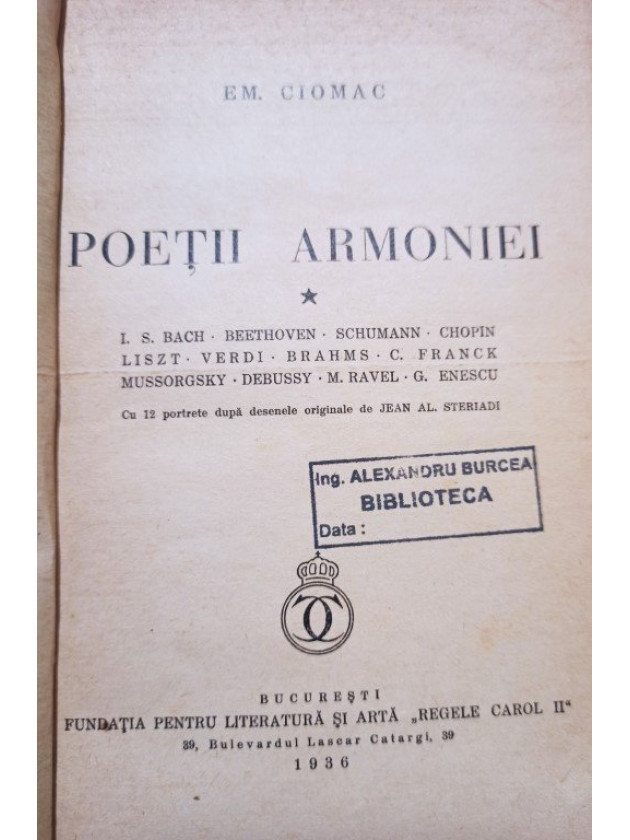 EM. CIOMAC
POEȚII ARMONIEI
★
I. S. BACH · BEETHOVEN · SCHUMANN · CHOPIN
LISZT · VERDI · BRAHMS · C. FRANCK
MUSSORGSKY · DEBUSSY · M. RAVEL · G. ENESCU
Cu 12 portrete după desenele originale de JEAN AL. STERIADI
Ing. ALEXANDRU BURCEA
BIBLIOTECA
Data :
BUCUREȘTI
FUNDAȚIA PENTRU LITERATURĂ ȘI ARTĂ „REGELE CAROL II“
39, Bulevardul Lascar Catargi, 39
1936